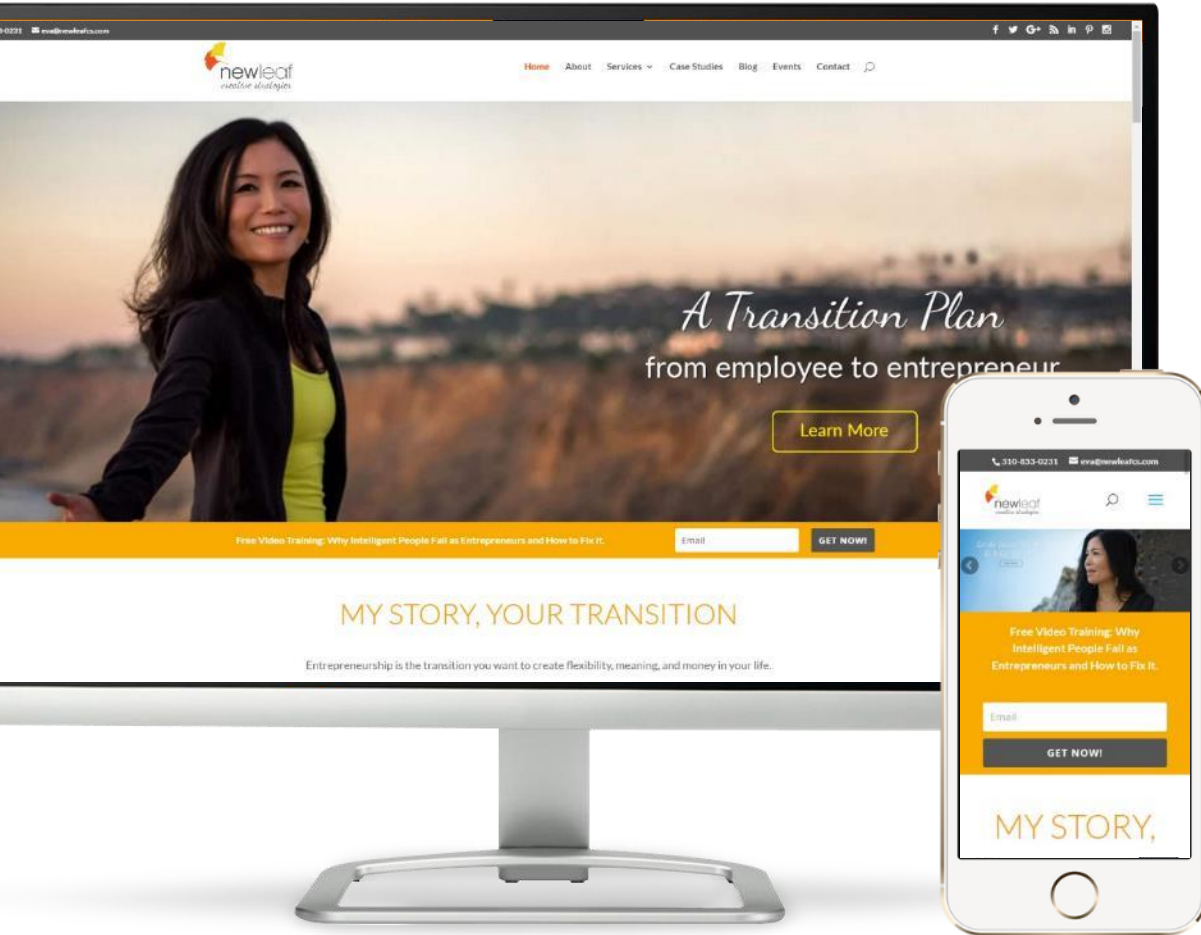 0231 eva@newleafcs.com
newleaf
creative strategies
Home About Services Case Studies Blog Events Contact
A Transition Plan
from employee to entrepreneur
Learn More
Free Video Training: Why Intelligent People Fail as Entrepreneurs and How to Fix It.
Email
GET NOW!
MY STORY, YOUR TRANSITION
Entrepreneurship is the transition you want to create flexibility, meaning, and money in your life.
310-833-0231 eva@newleafcs.com
newleaf
creative strategies
Free Video Training: Why
Intelligent People Fail as
Entrepreneurs and How to Fix It.
Email
GET NOW!
MY STORY,